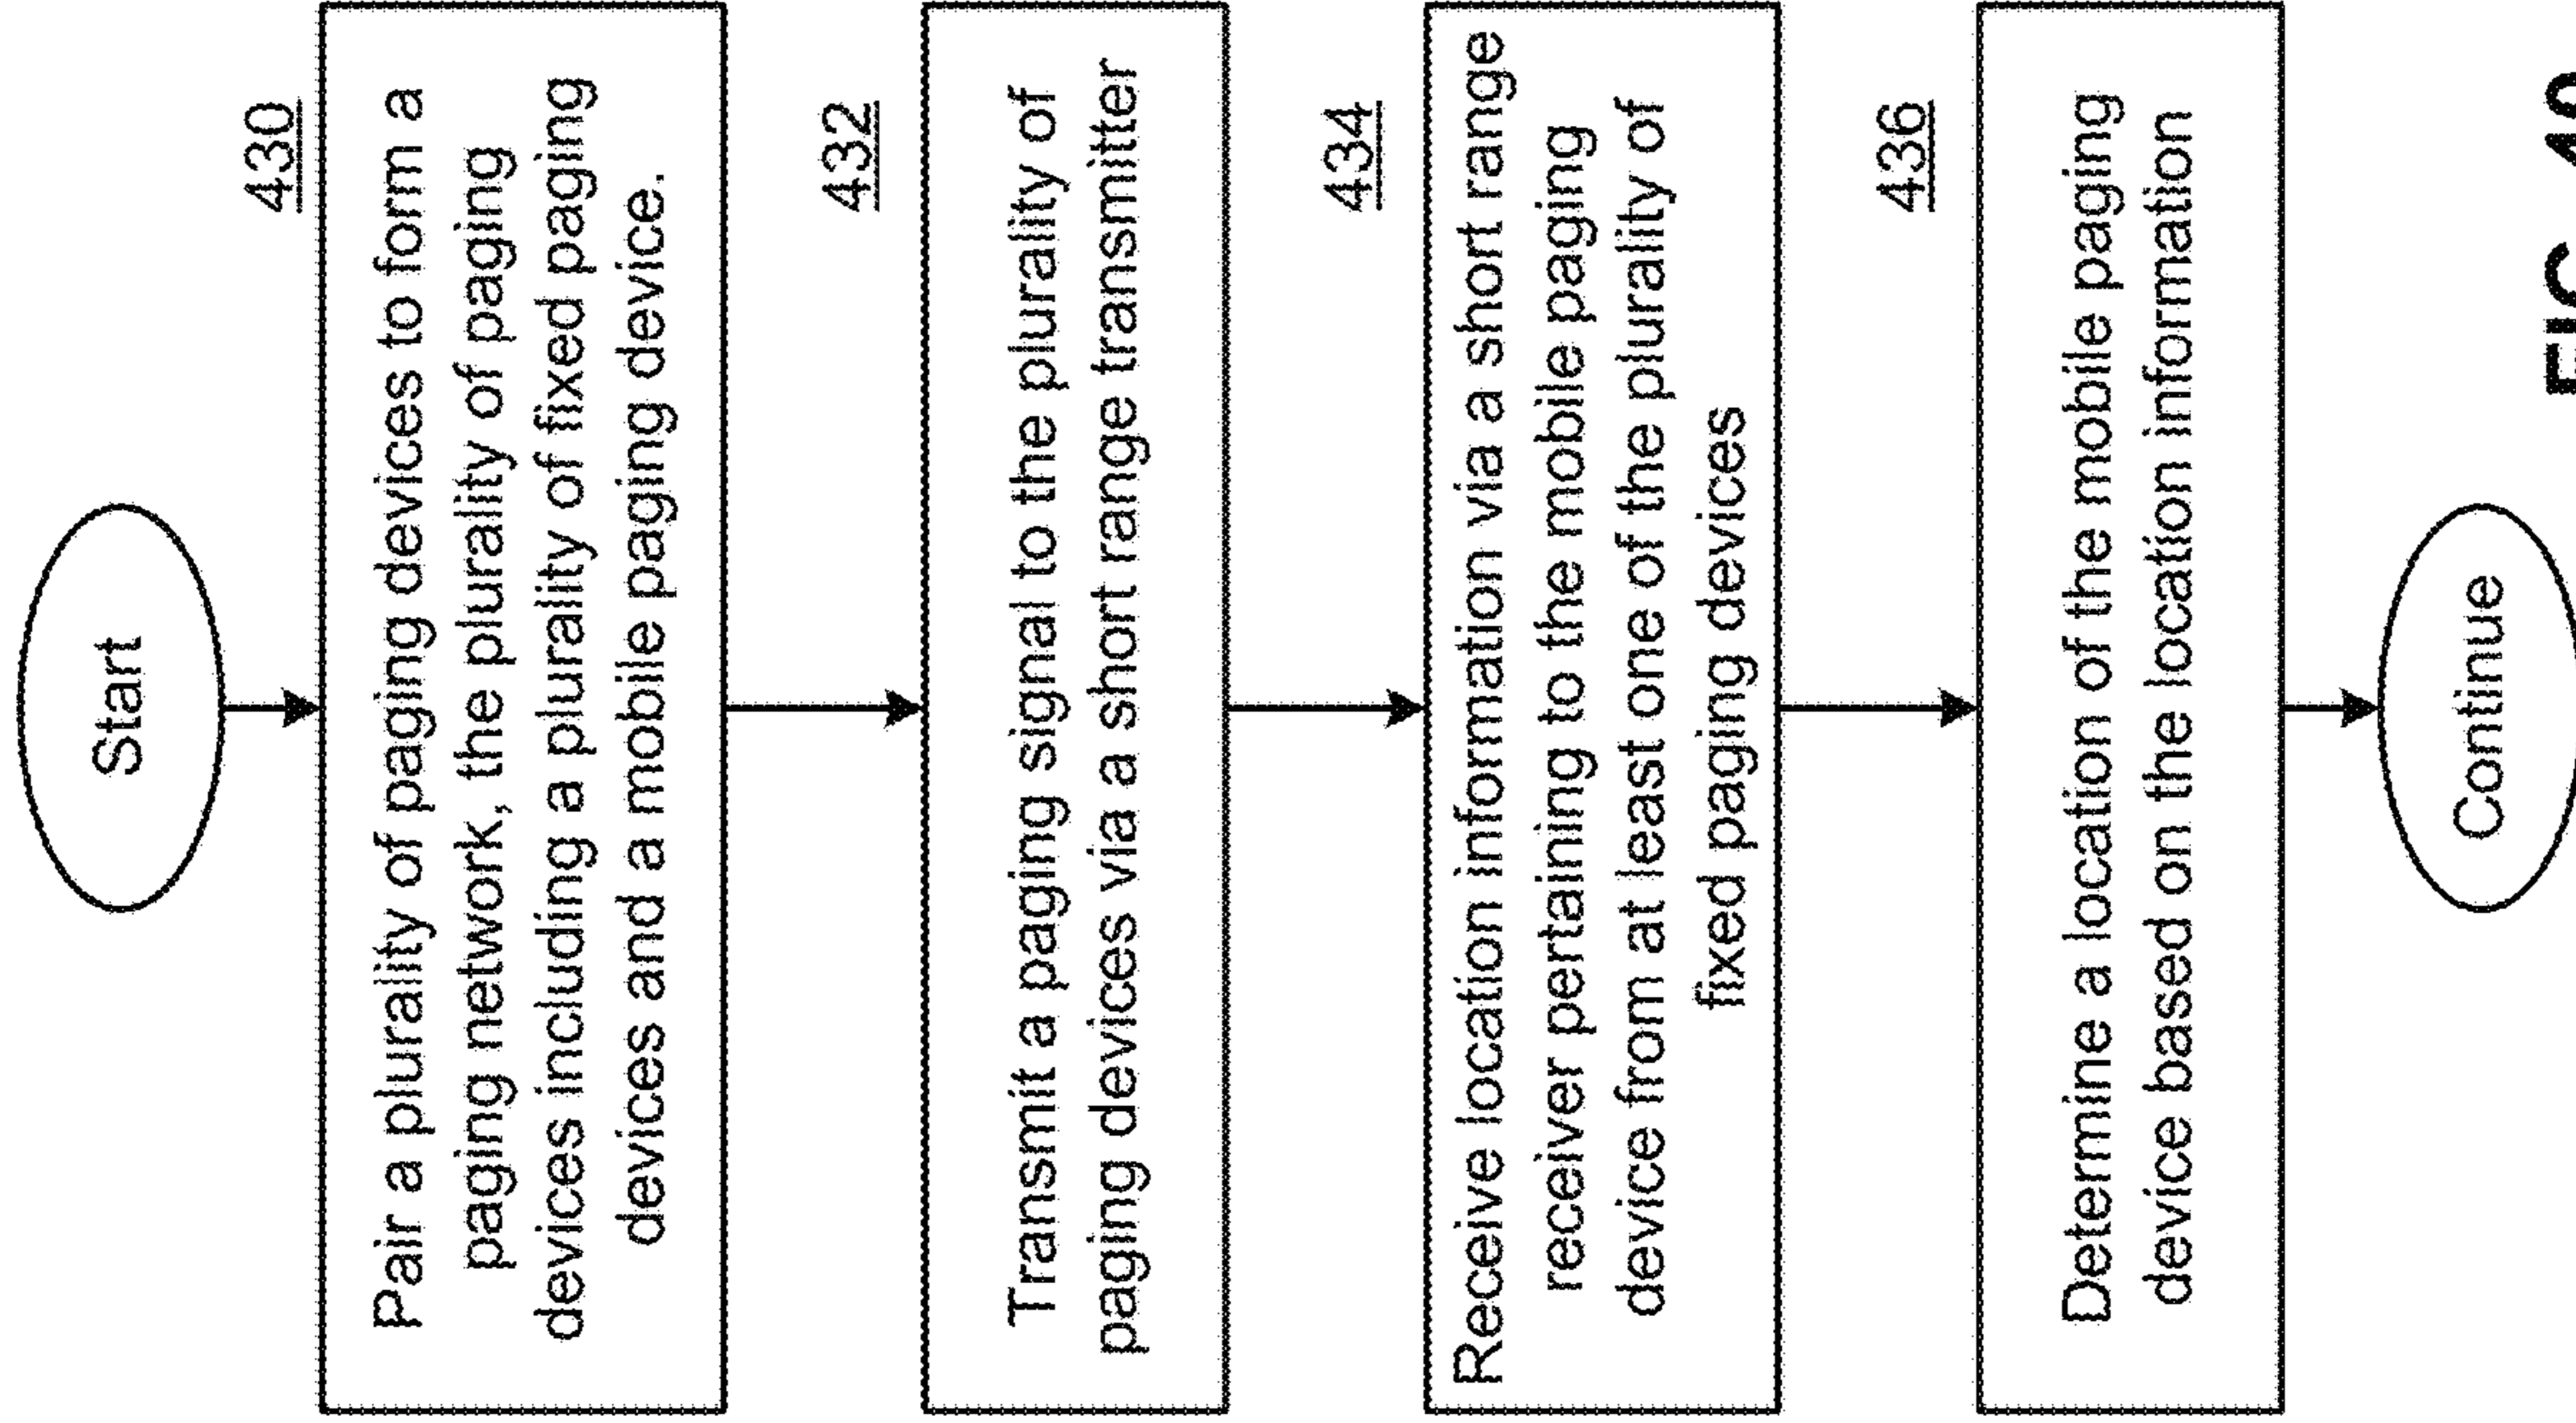 Start
430
Pair a plurality of paging devices to form a
paging network, the plurality of paging
devices including a plurality of fixed paging
devices and a mobile paging device.
432
Transmit a paging signal to the plurality of
paging devices via a short range transmitter
434
Receive location information via a short range
receiver pertaining to the mobile paging
device from at least one of the plurality of
fixed paging devices
436
Determine a location of the mobile paging
device based on the location information
Continue
FIG.